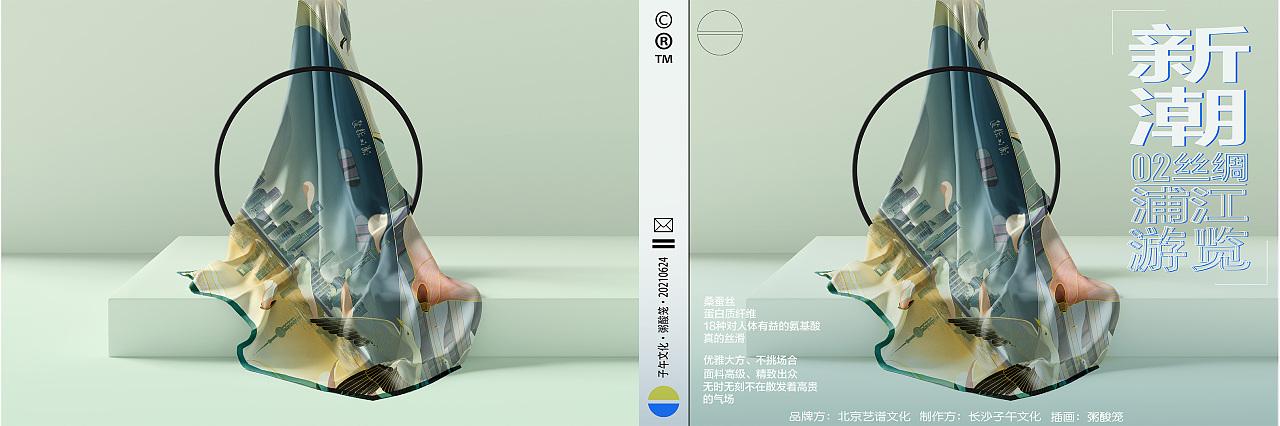 ©
®
TM
子午文化·粥酸笼·20210624
新
潮
02丝绸
浦江
游览
桑蚕丝
蛋白质纤维
18种对人体有益的氨基酸
真的丝滑
优雅大方、不挑场合
面料高级、精致出众
无时无刻不在散发着高贵
的气场
品牌方：北京艺谱文化 制作方：长沙子午文化 插画：粥酸笼